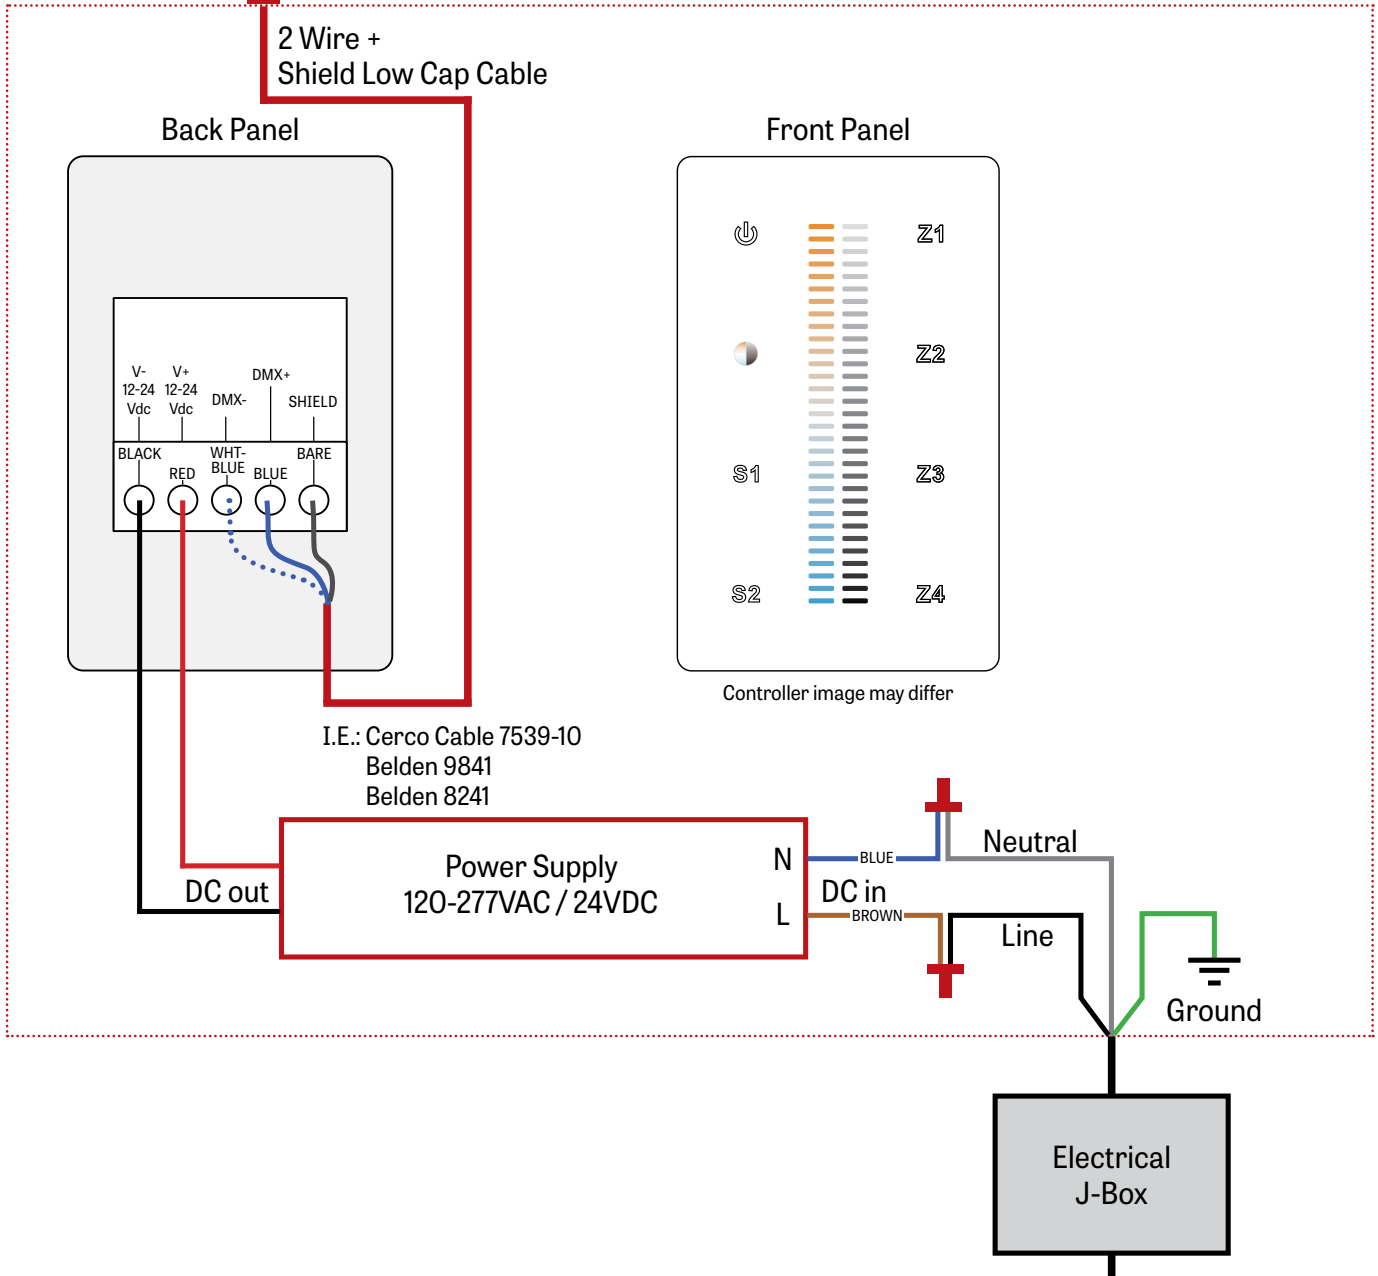 2 Wire +
Shield Low Cap Cable
Back Panel
Front Panel
V-
12-24
Vdc
V+
12-24
Vdc
DMX-
DMX+
SHIELD
BLACK
RED
WHT-
BLUE
BLUE
BARE
Z1
Z2
S1
Z3
S2
Z4
Controller image may differ
I.E.: Cerco Cable 7539-10
Belden 9841
Belden 8241
Power Supply
120-277VAC / 24VDC
N
L
DC out
DC in
BLUE
BROWN
Neutral
Line
Ground
Electrical
J-Box